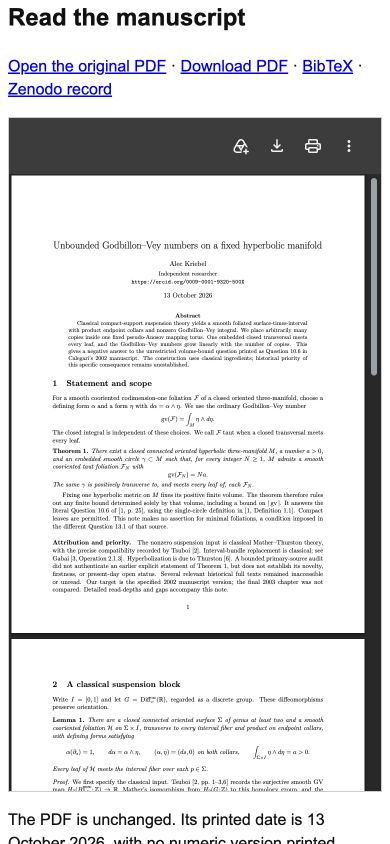 Read the manuscript
Open the original PDF · Download PDF · BibTeX ·
Zenodo record
Unbounded Godbillon–Vey numbers on a fixed hyperbolic manifold
Alec Kriebel
Independent researcher
https://orcid.org/0009-0001-9320-500X
13 October 2026
Abstract
Classical compact-support suspension theory yields a smooth foliated surface-times-interval
with product endpoint collars and nonzero Godbillon–Vey integral. We place arbitrarily many
copies inside one fixed pseudo-Anosov mapping torus. One embedded closed transversal meets
every leaf, and the Godbillon–Vey numbers grow linearly with the number of copies. This
gives a negative answer to the unrestricted volume-bound question printed as Question 10.6 in
Calegari's 2002 manuscript. The construction uses classical ingredients; historical priority of
this specific consequence remains unestablished.
1 Statement and scope
For a smooth cooriented codimension-one foliation F of a closed oriented three-manifold, choose a
defining form α and a form η with dα = α ∧ η. We use the ordinary Godbillon–Vey number
gv(F) = ∫M η ∧ dη.
The closed integral is independent of these choices. We call F taut when a closed transversal meets
every leaf.
Theorem 1. There exist a closed connected oriented hyperbolic three-manifold M, a number a > 0,
and an embedded smooth circle γ ⊂ M such that, for every integer N ≥ 1, M admits a smooth
cooriented taut foliation FN with
gv(FN) = Na.
The same γ is positively transverse to, and meets every leaf of, each FN.
Fixing one hyperbolic metric on M fixes its positive finite volume. The theorem therefore rules
out any finite bound determined solely by that volume, including a bound on |gv|. It answers the
literal Question 10.6 of [1, p. 25], using the single-circle definition in [1, Definition 1.1]. Compact
leaves are permitted. This note makes no assertion for minimal foliations, a condition imposed in
the different Question 13.1 of that source.
Attribution and priority. The nonzero suspension input is classical Mather–Thurston theory,
with the precise compatibility recorded by Tsuboi [2]. Interval-bundle replacement is classical; see
Gabai [3, Operation 2.1.3]. Hyperbolization is due to Thurston [6]. A bounded primary-source audit
did not authenticate an earlier explicit statement of Theorem 1, but does not establish its novelty,
firstness, or present-day open status. Several relevant historical full texts remained inaccessible
or unread. Our target is the specified 2002 manuscript version; the final 2003 chapter was not
compared. Detailed read-depths and gaps accompany this note.
1
2 A classical suspension block
Write I = [0, 1] and let G = Diff∞c(R), regarded as a discrete group. These diffeomorphisms
preserve orientation.
Lemma 1. There are a closed connected oriented surface Σ of genus at least two and a smooth
cooriented foliation H on Σ × I, transverse to every interval fiber and product on endpoint collars,
with defining forms satisfying
α(∂s) = 1, dα = α ∧ η, (α, η) = (ds, 0) on both collars, ∫Σ×I η ∧ dη = a > 0.
Every leaf of H meets the interval fiber over each p ∈ Σ.
Proof. We first specify the classical input. Tsuboi [2, pp. 1–3,6] records the surjective smooth GV
The PDF is unchanged. Its printed date is 13
October 2026, with no numeric version printed